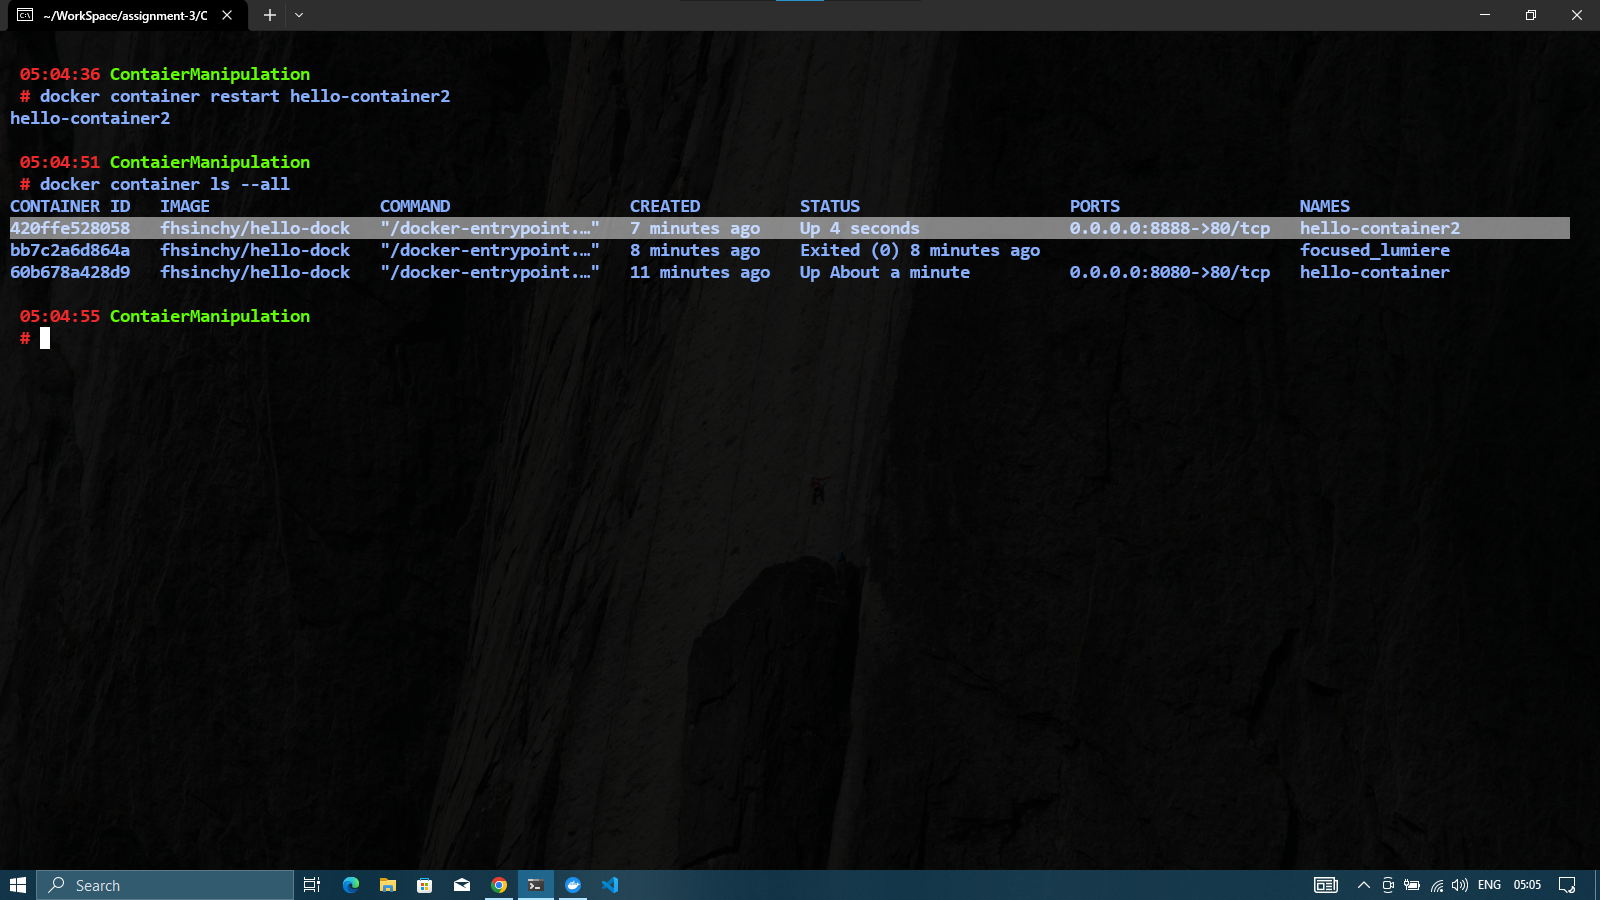 ~/WorkSpace/assignment-3/C
05:04:36 ContaierManipulation
# docker container restart hello-container2
hello-container2
05:04:51 ContaierManipulation
# docker container ls --all
CONTAINER ID IMAGE COMMAND CREATED STATUS PORTS NAMES
420ffe528058 fhsinchy/hello-dock "/docker-entrypoint.…" 7 minutes ago Up 4 seconds 0.0.0.0:8888->80/tcp hello-container2
bb7c2a6d864a fhsinchy/hello-dock "/docker-entrypoint.…" 8 minutes ago Exited (0) 8 minutes ago focused_lumiere
60b678a428d9 fhsinchy/hello-dock "/docker-entrypoint.…" 11 minutes ago Up About a minute 0.0.0.0:8080->80/tcp hello-container
05:04:55 ContaierManipulation
#
Search ENG 05:05